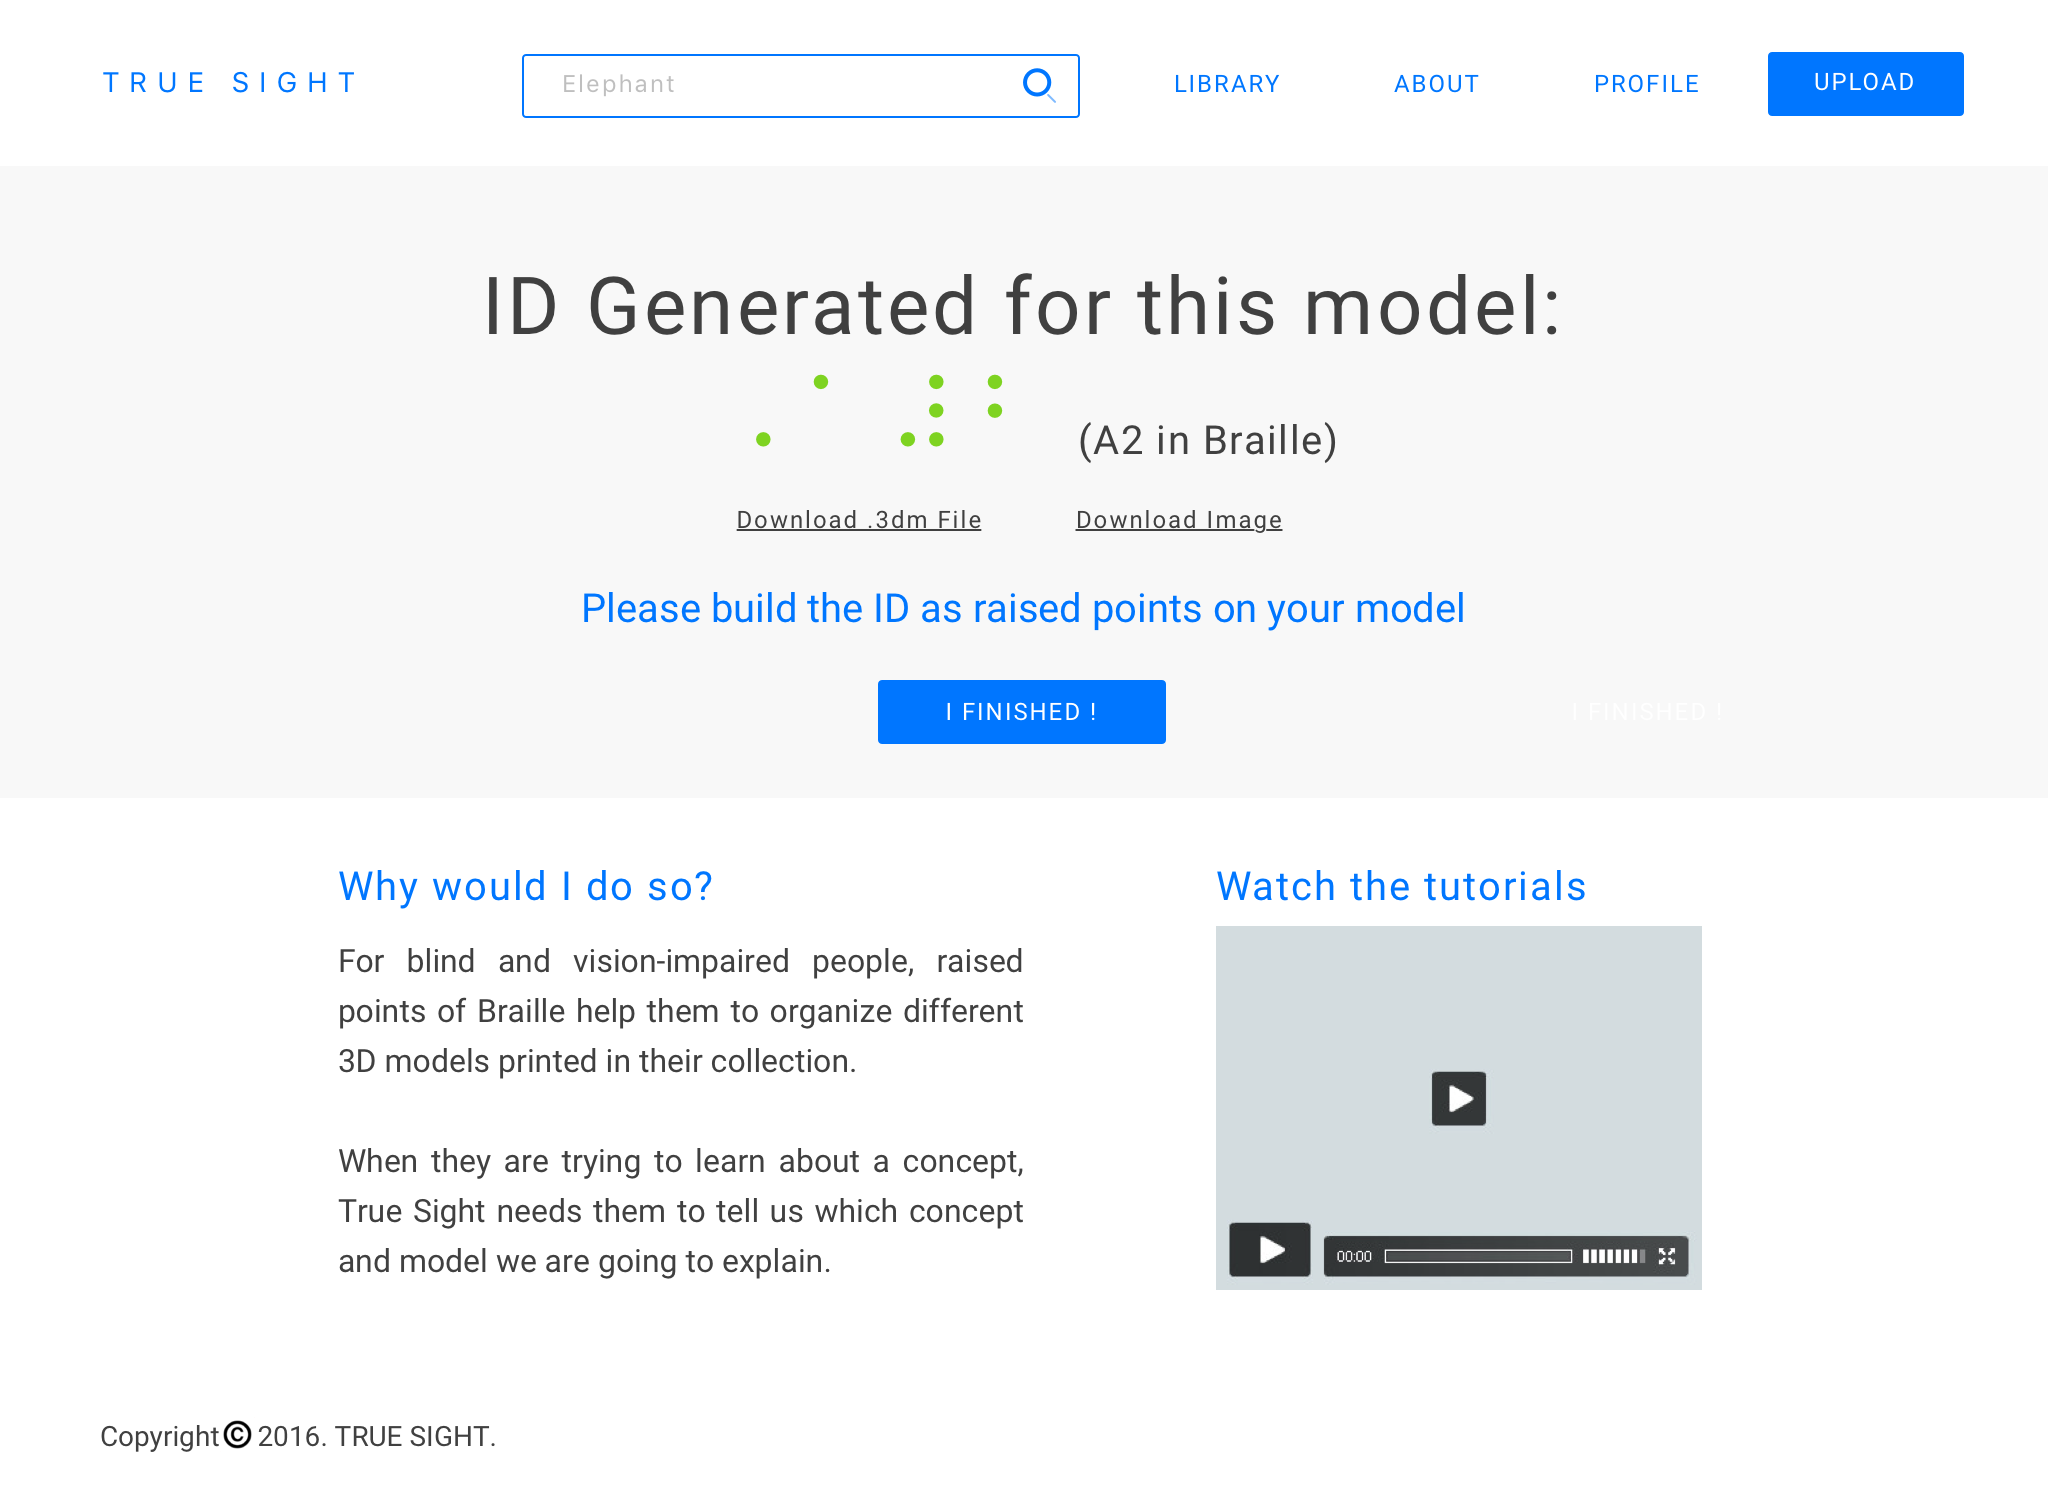 TRUE SIGHT
Elephant
LIBRARY
ABOUT
PROFILE
UPLOAD
ID Generated for this model:
⠠⠁⠼⠃
(A2 in Braille)
Download .3dm File
Download Image
Please build the ID as raised points on your model
I FINISHED !
I FINISHED !
Why would I do so?
For blind and vision-impaired people, raised
points of Braille help them to organize different
3D models printed in their collection.
When they are trying to learn about a concept,
True Sight needs them to tell us which concept
and model we are going to explain.
Watch the tutorials
00:00
Copyright © 2016. TRUE SIGHT.